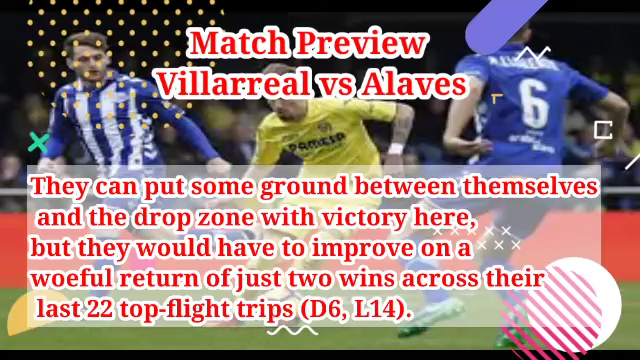 Match Preview
Villarreal vs Alaves
6
PAMESA
They can put some ground between themselves
and the drop zone with victory here,
but they would have to improve on a
woeful return of just two wins across their
last 22 top-flight trips (D6, L14).